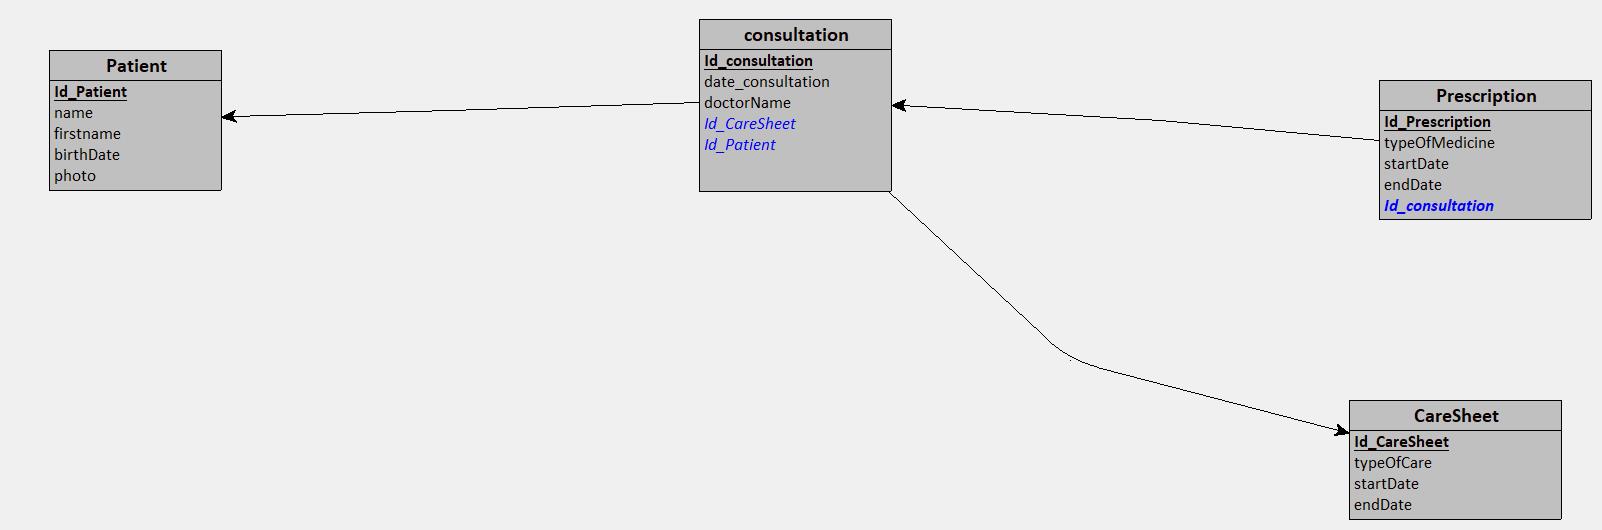 Patient
Id_Patient
name
firstname
birthDate
photo
consultation
Id_consultation
date_consultation
doctorName
Id_CareSheet
Id_Patient
Prescription
Id_Prescription
typeOfMedicine
startDate
endDate
Id_consultation
CareSheet
Id_CareSheet
typeOfCare
startDate
endDate